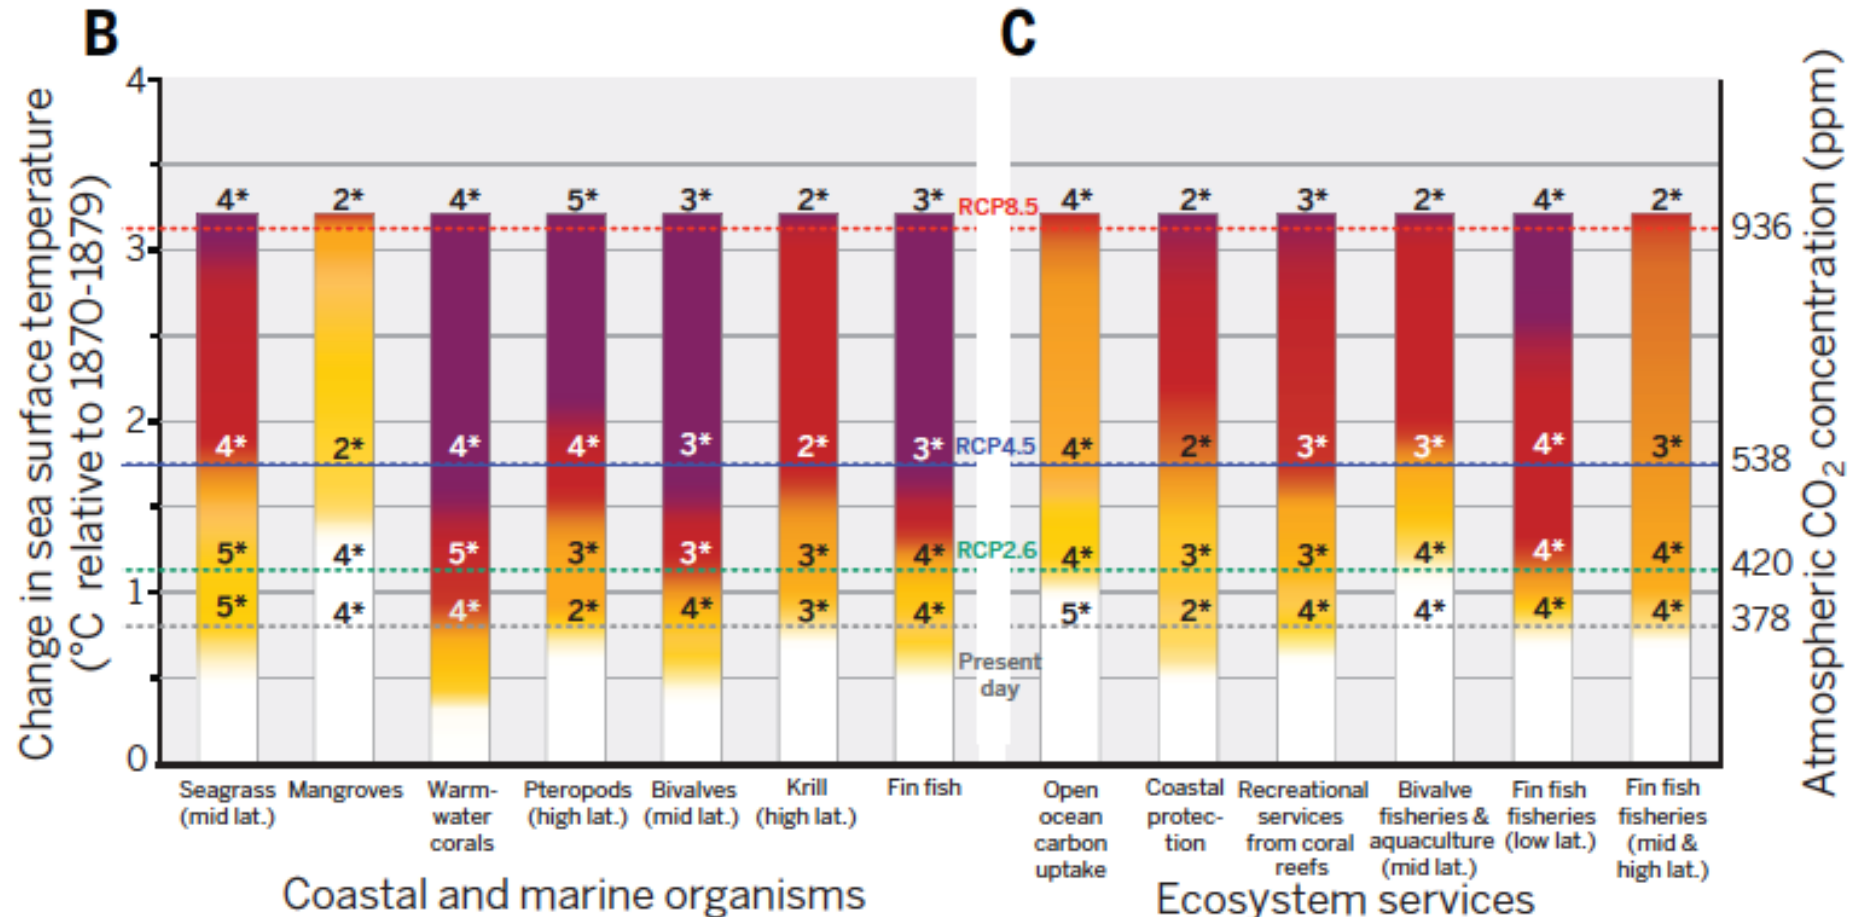 B
C
Change in sea surface temperature
(°C relative to 1870-1879)
4
3
2
1
0
4* 2* 4* 5* 3* 2* 3* RCP8.5 4* 2* 3* 2* 4* 2*
936
4* 2* 4* 4* 3* 2* 3* RCP4.5 4* 2* 3* 3* 4* 3*
538
5* 4* 5* 3* 3* 3* 4* RCP2.6 4* 3* 3* 4* 4* 4*
420
5* 4* 4* 2* 4* 3* 4* 5* 2* 4* 4* 4* 4*
378
Present
day
Atmospheric CO2 concentration (ppm)
Seagrass
(mid lat.)
Mangroves
Warm-
water
corals
Pteropods
(high lat.)
Bivalves
(mid lat.)
Krill
(high lat.)
Fin fish
Open
ocean
carbon
uptake
Coastal
protec-
tion
Recreational
services
from coral
reefs
Bivalve
fisheries &
aquaculture
(mid lat.)
Fin fish
fisheries
(low lat.)
Fin fish
fisheries
(mid &
high lat.)
Coastal and marine organisms
Ecosystem services